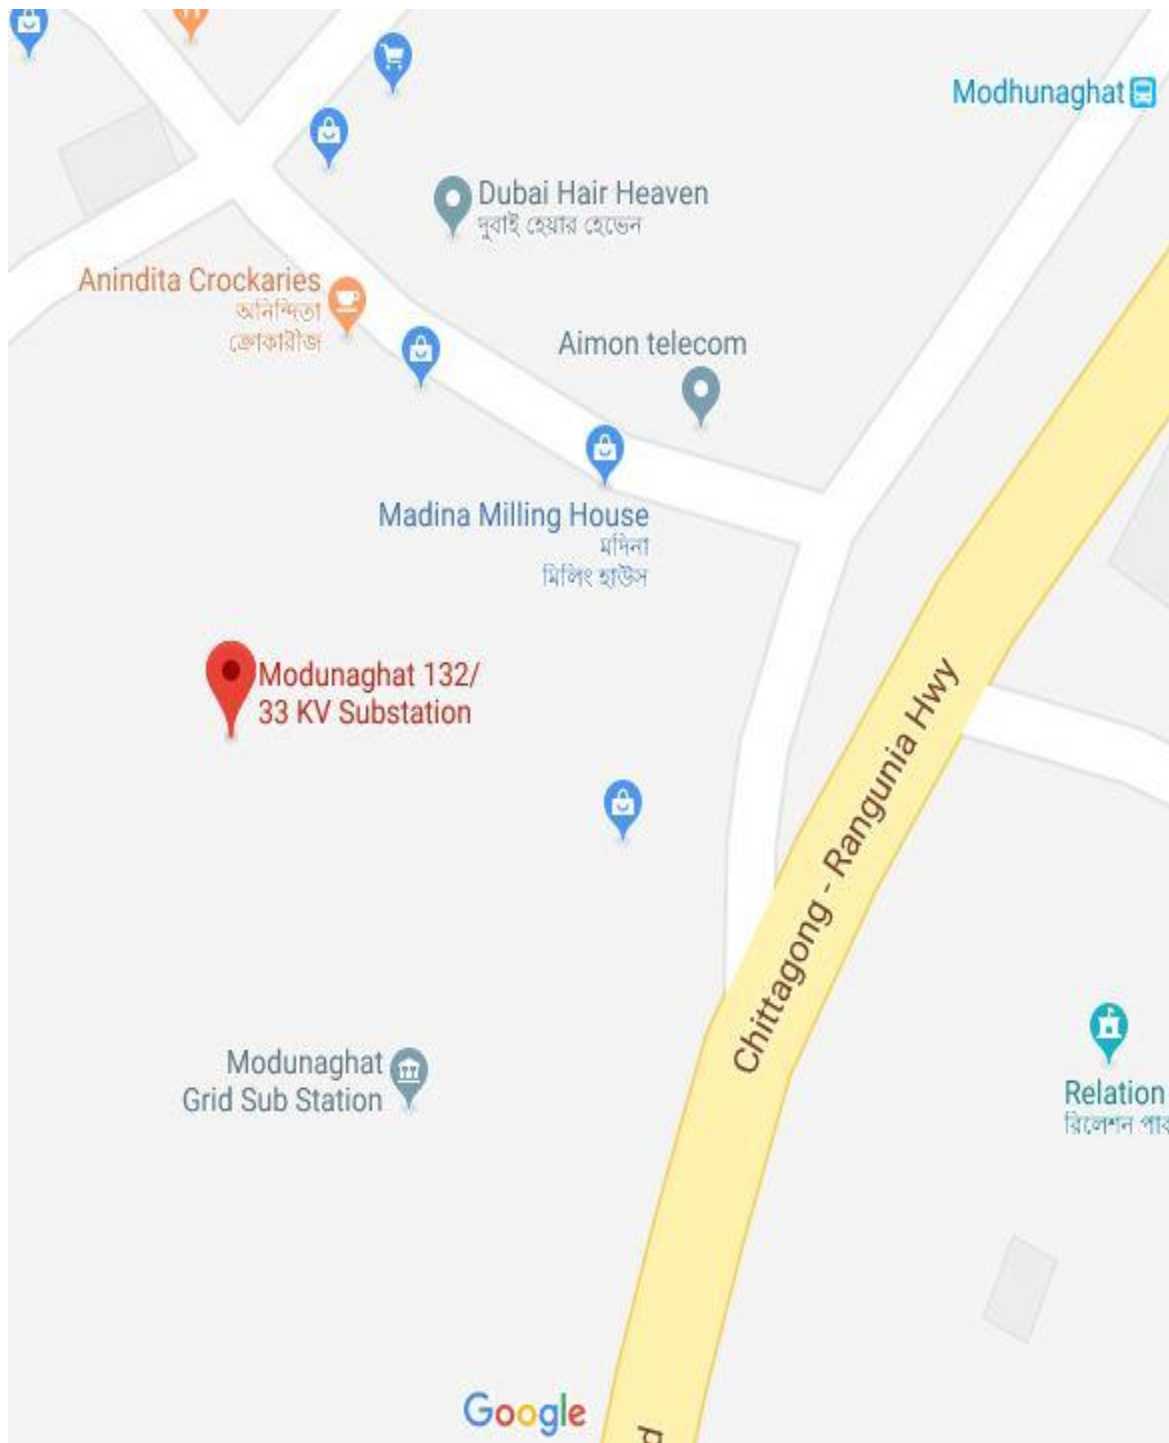 Modhunaghat
Dubai Hair Heaven
দুবাই হেয়ার হেভেন
Anindita Crockaries
অনিন্দিতা
ক্রোকারীজ
Aimon telecom
Madina Milling House
মদিনা
মিলিং হাউস
Modunaghat 132/
33 KV Substation
Chittagong - Rangunia Hwy
Modunaghat
Grid Sub Station
Relation
রিলেশন
Google